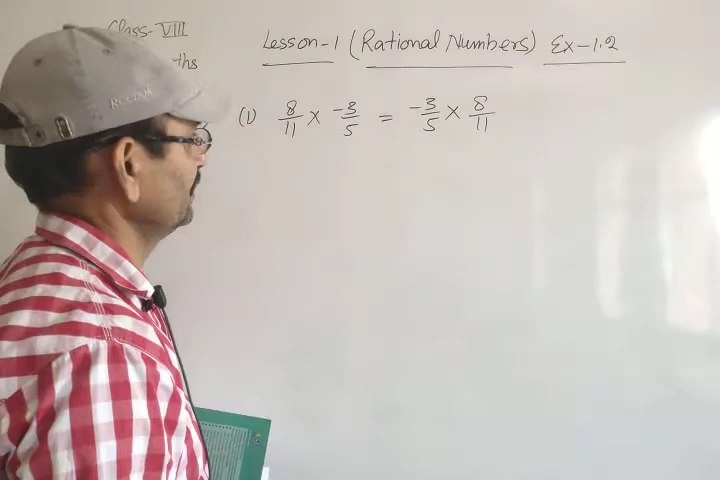 Class-VIII
ths
Lesson-1 (Rational Numbers) Ex-1.2
(1) 8/11 × -3/5 = -3/5 × 8/11
REEBOK